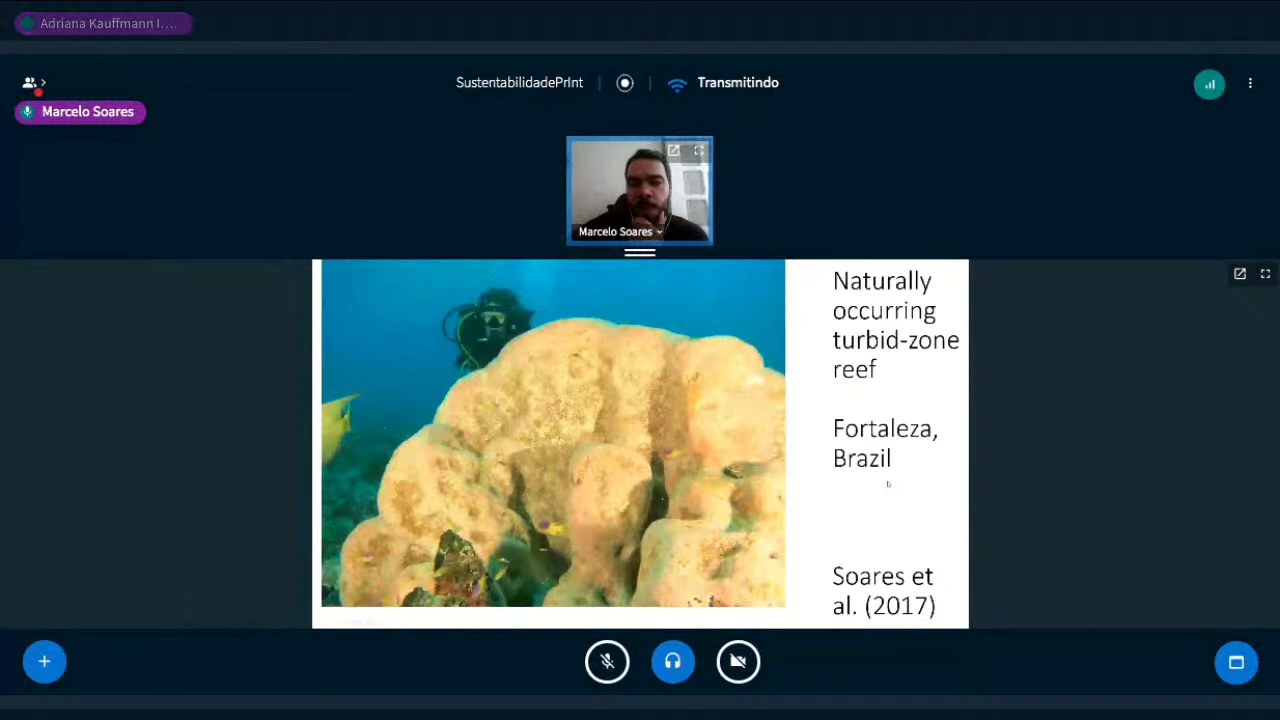 Adriana Kauffmann I....
SustentabilidadePrInt
Transmitindo
Marcelo Soares
Marcelo Soares
Naturally
occurring
turbid-zone
reef
Fortaleza,
Brazil
Soares et
al. (2017)